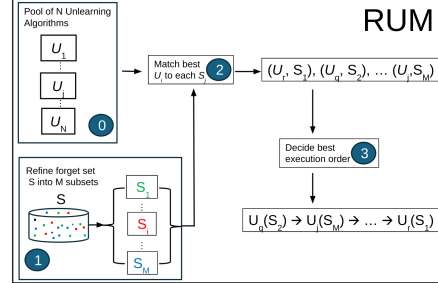 Pool of N Unlearning
Algorithms
RUM
U1
Uj
UN
0
Match best
Ui to each Sj
2
(Ur, S1), (Uq, S2), … (Uj,SM)
Refine forget set
S into M subsets
S
1
S1
Si
SM
Decide best
execution order
3
Uq(S2) → Uj(SM) → … → Ur(S1)